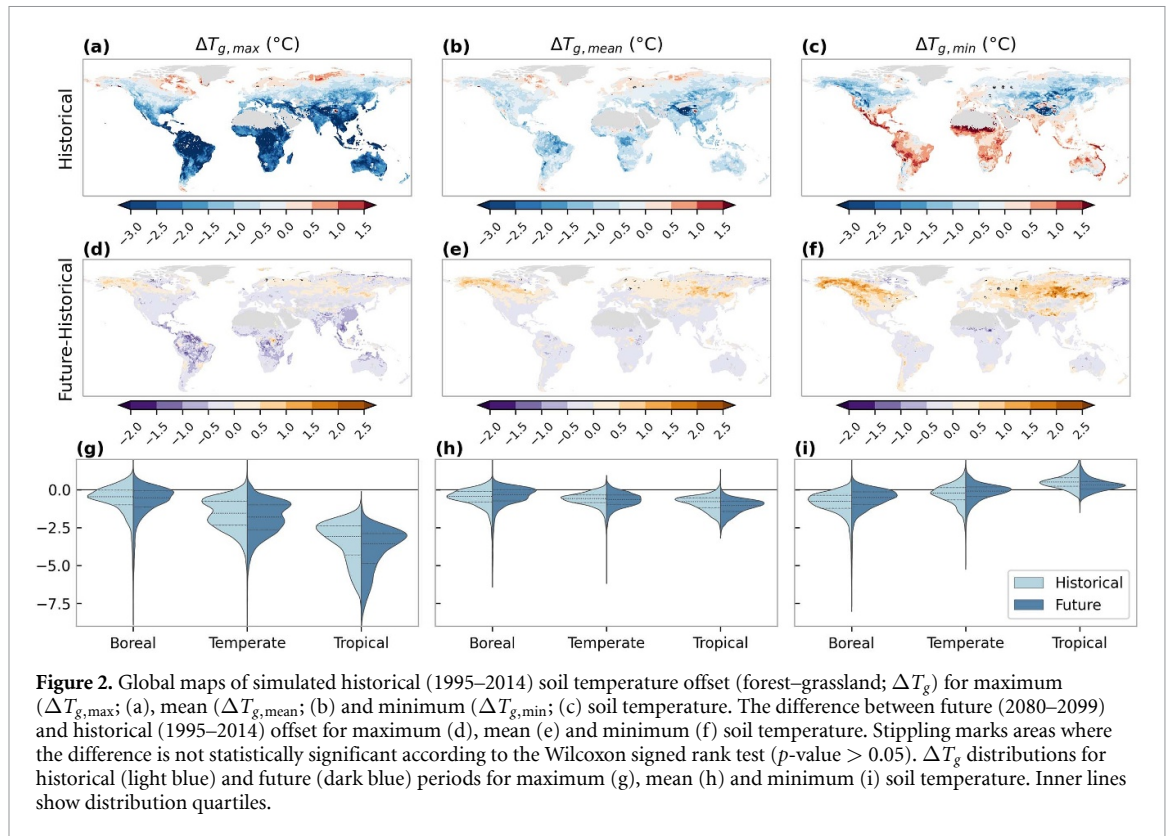 (a) ΔTg,max (°C) (b) ΔTg,mean (°C) (c) ΔTg,min (°C)
Historical
−3.0 −2.5 −2.0 −1.5 −1.0 −0.5 0.0 0.5 1.0 1.5 −3.0 −2.5 −2.0 −1.5 −1.0 −0.5 0.0 0.5 1.0 1.5 −3.0 −2.5 −2.0 −1.5 −1.0 −0.5 0.0 0.5 1.0 1.5
(d) (e) (f)
Future-Historical
−2.0 −1.5 −1.0 −0.5 0.0 0.5 1.0 1.5 2.0 2.5 −2.0 −1.5 −1.0 −0.5 0.0 0.5 1.0 1.5 2.0 2.5 −2.0 −1.5 −1.0 −0.5 0.0 0.5 1.0 1.5 2.0 2.5
(g) (h) (i)
0.0
−2.5
−5.0
−7.5
Historical
Future
Boreal Temperate Tropical Boreal Temperate Tropical Boreal Temperate Tropical
Figure 2. Global maps of simulated historical (1995–2014) soil temperature offset (forest–grassland; ΔTg) for maximum
(ΔTg,max; (a), mean (ΔTg,mean; (b) and minimum (ΔTg,min; (c) soil temperature. The difference between future (2080–2099)
and historical (1995–2014) offset for maximum (d), mean (e) and minimum (f) soil temperature. Stippling marks areas where
the difference is not statistically significant according to the Wilcoxon signed rank test (p-value > 0.05). ΔTg distributions for
historical (light blue) and future (dark blue) periods for maximum (g), mean (h) and minimum (i) soil temperature. Inner lines
show distribution quartiles.